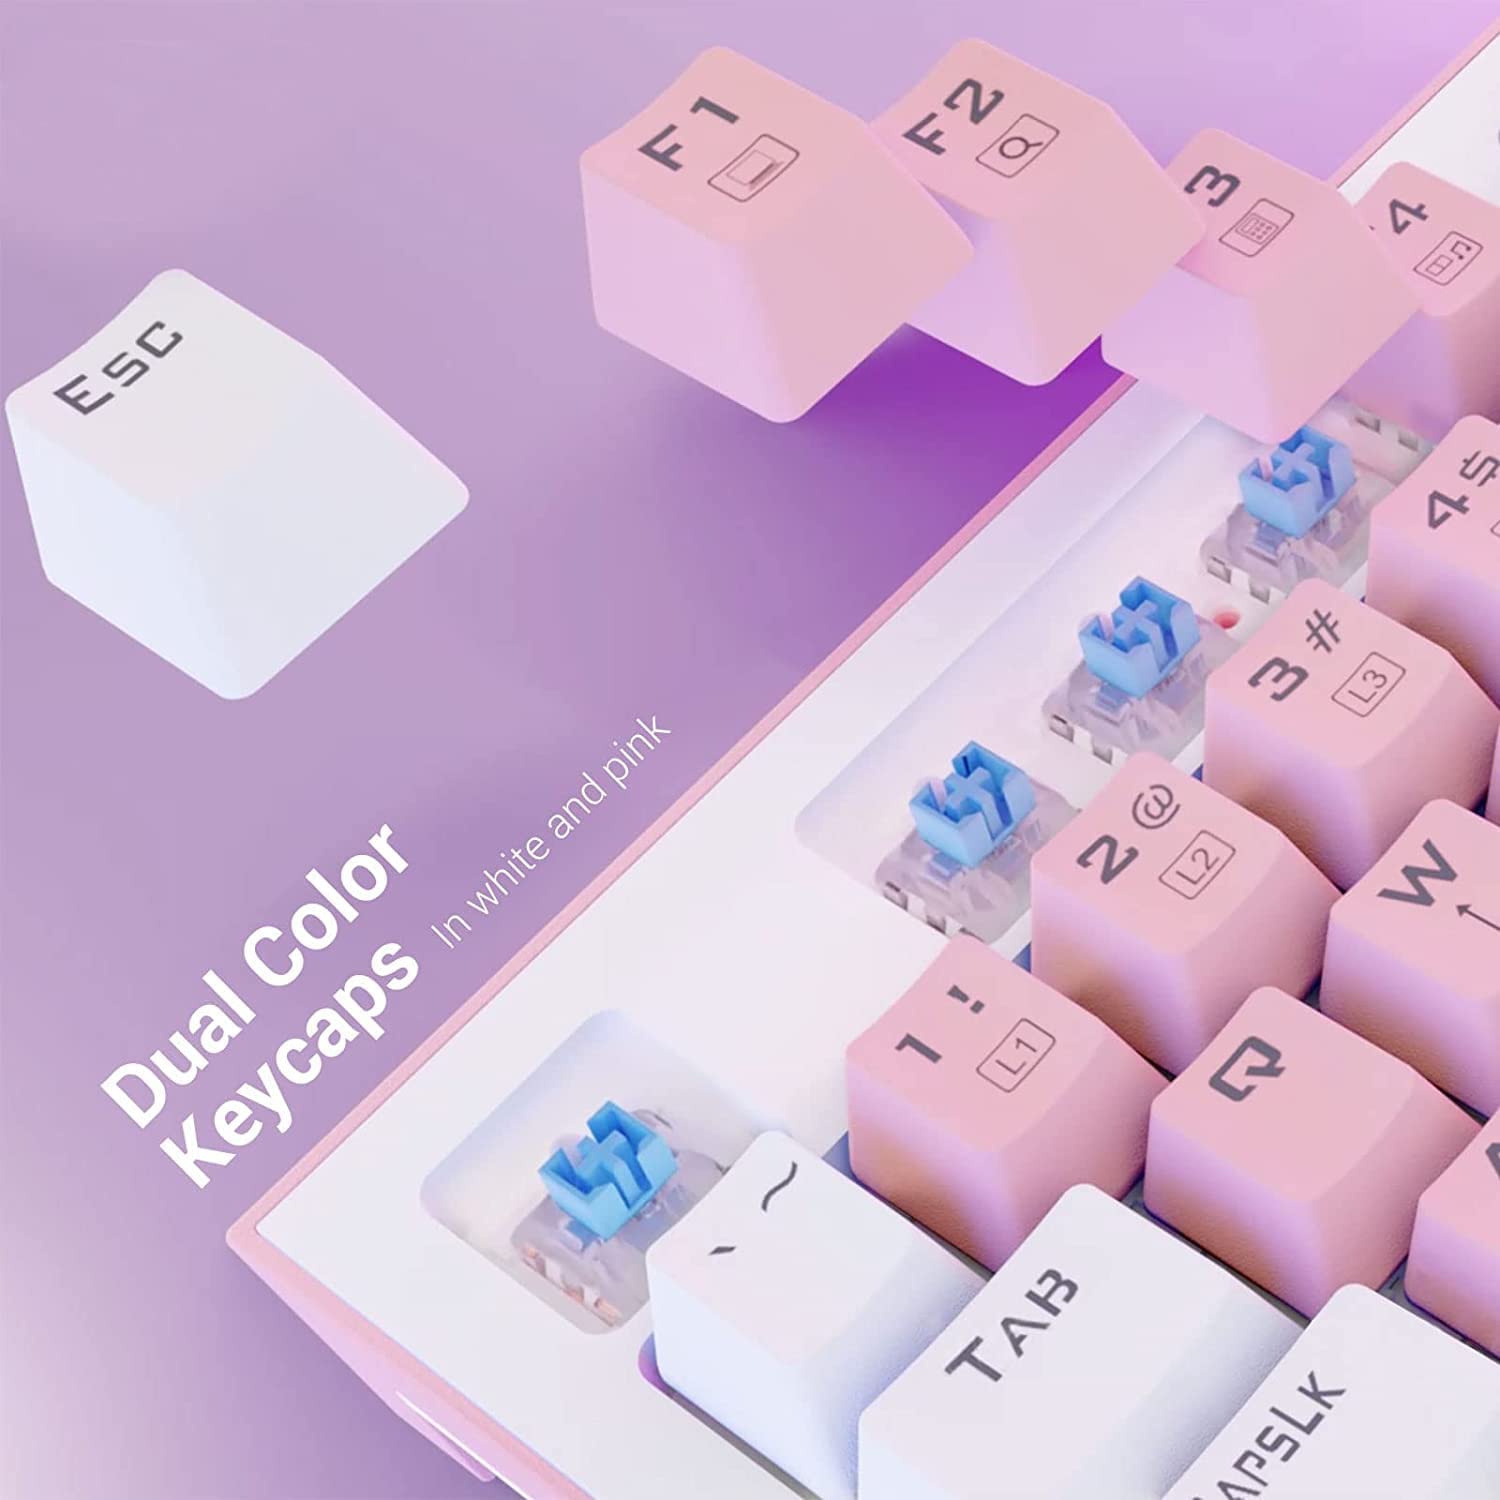 Esc
F1
F2
3
4
4 $
3 #
L3
2 @
L2
W
1 !
L1
Q
~
`
TAB
Dual Color
Keycaps
In white and pink